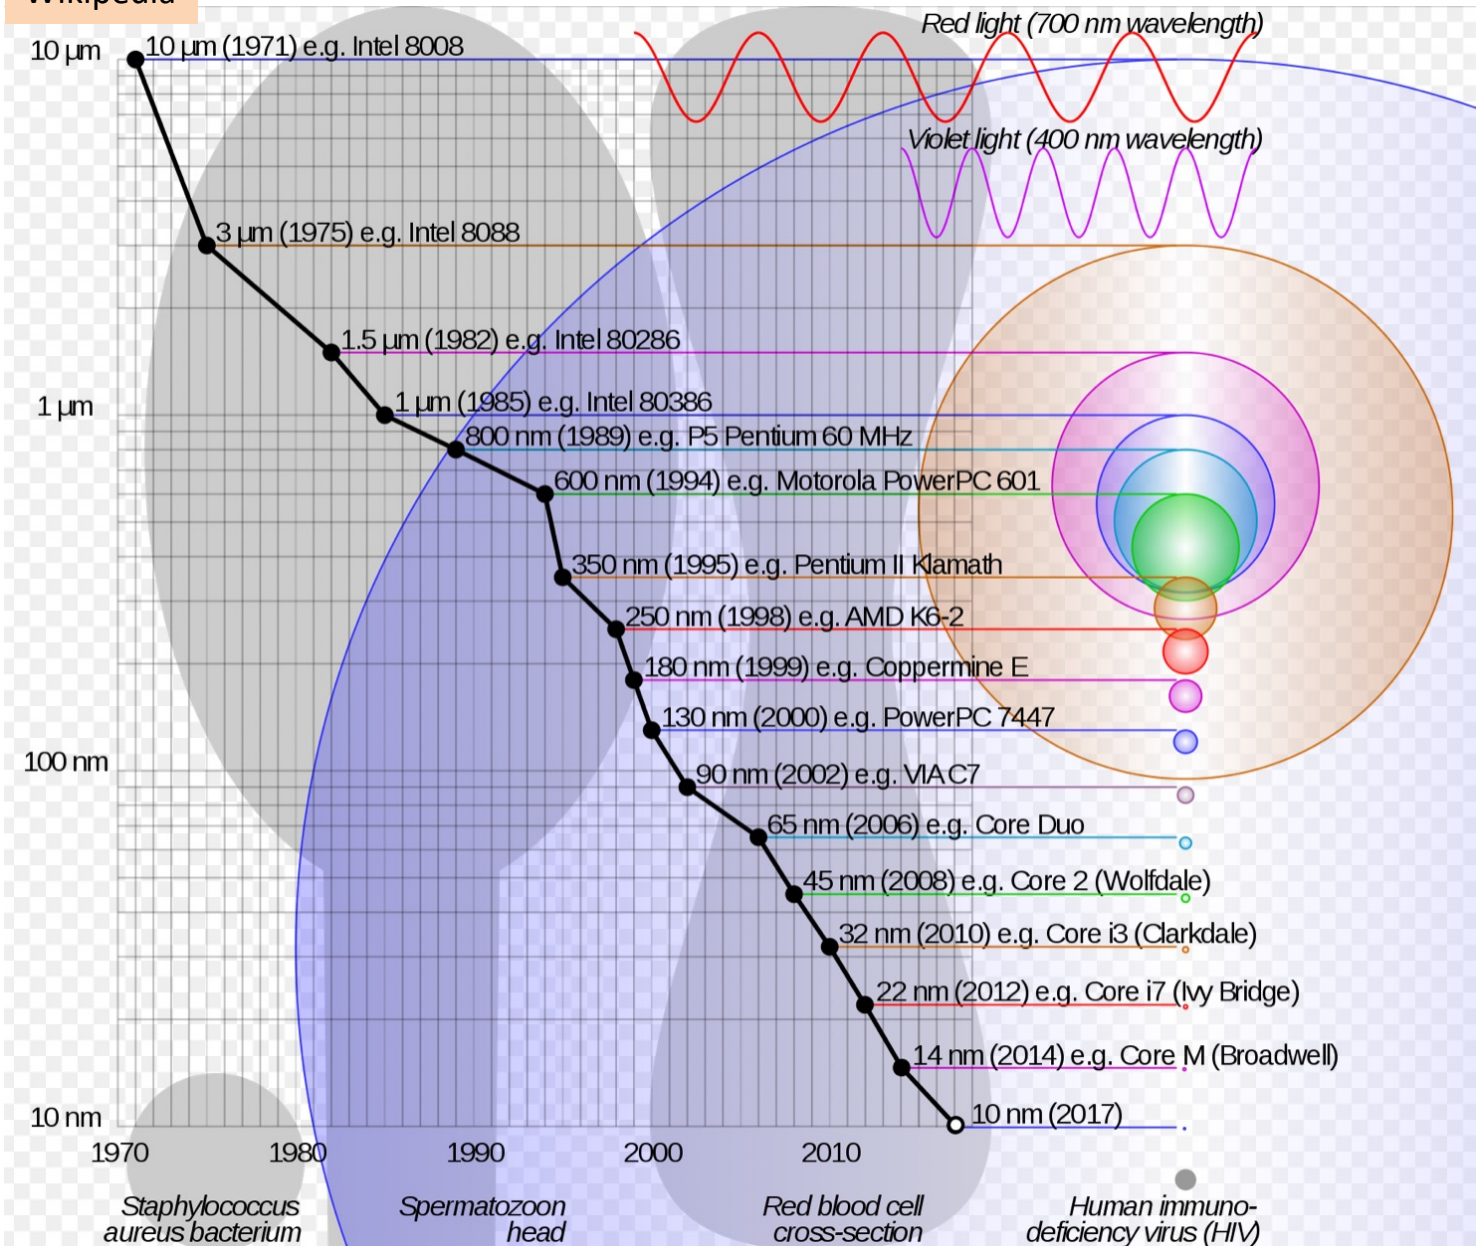 Wikipedia
Red light (700 nm wavelength)
10 µm
10 µm (1971) e.g. Intel 8008
Violet light (400 nm wavelength)
3 µm (1975) e.g. Intel 8088
1.5 µm (1982) e.g. Intel 80286
1 µm
1 µm (1985) e.g. Intel 80386
800 nm (1989) e.g. P5 Pentium 60 MHz
600 nm (1994) e.g. Motorola PowerPC 601
350 nm (1995) e.g. Pentium II Klamath
250 nm (1998) e.g. AMD K6-2
180 nm (1999) e.g. Coppermine E
130 nm (2000) e.g. PowerPC 7447
100 nm
90 nm (2002) e.g. VIA C7
65 nm (2006) e.g. Core Duo
45 nm (2008) e.g. Core 2 (Wolfdale)
32 nm (2010) e.g. Core i3 (Clarkdale)
22 nm (2012) e.g. Core i7 (Ivy Bridge)
14 nm (2014) e.g. Core M (Broadwell)
10 nm
10 nm (2017)
1970 1980 1990 2000 2010
Staphylococcus
aureus bacterium
Spermatozoon
head
Red blood cell
cross-section
Human immuno-
deficiency virus (HIV)